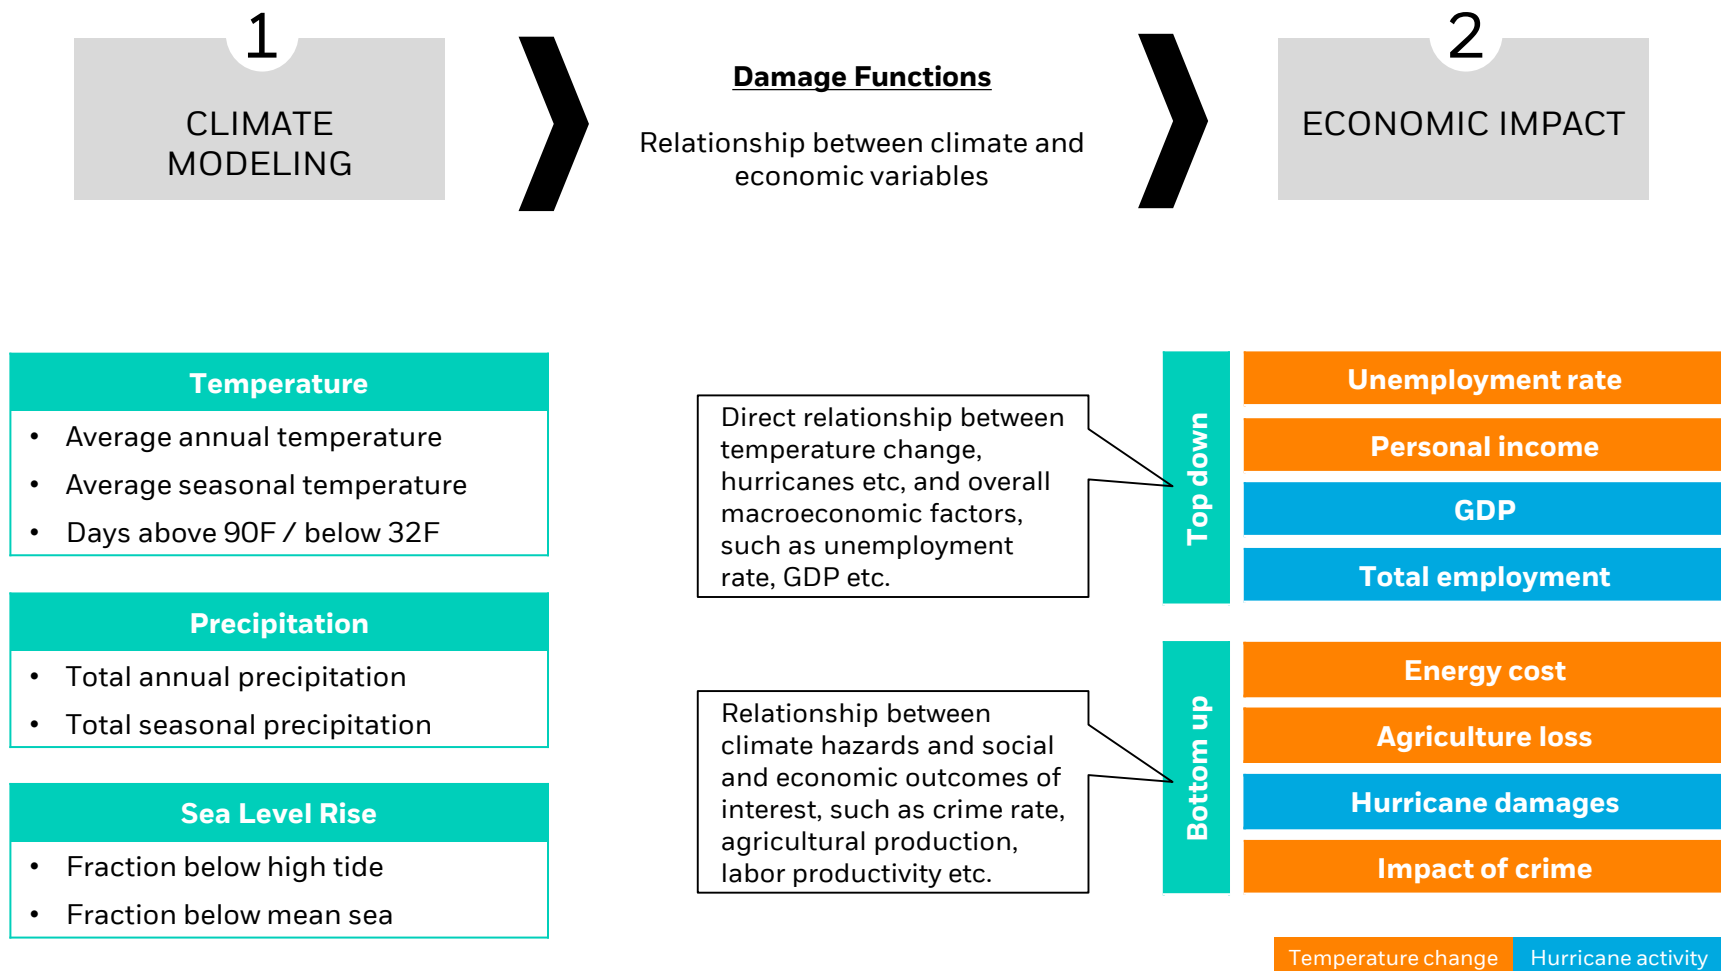 1
CLIMATE
MODELING
Damage Functions
Relationship between climate and
economic variables
2
ECONOMIC IMPACT
Temperature
• Average annual temperature
• Average seasonal temperature
• Days above 90F / below 32F
Precipitation
• Total annual precipitation
• Total seasonal precipitation
Sea Level Rise
• Fraction below high tide
• Fraction below mean sea
Direct relationship between
temperature change,
hurricanes etc, and overall
macroeconomic factors,
such as unemployment
rate, GDP etc.
Top down
Unemployment rate
Personal income
GDP
Total employment
Relationship between
climate hazards and social
and economic outcomes of
interest, such as crime rate,
agricultural production,
labor productivity etc.
Bottom up
Energy cost
Agriculture loss
Hurricane damages
Impact of crime
Temperature change
Hurricane activity